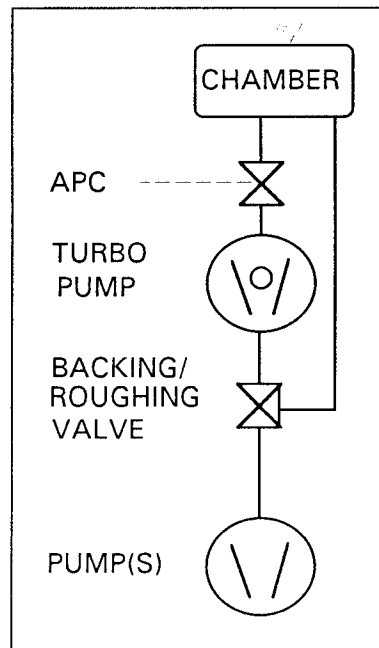 CHAMBER
APC
TURBO
PUMP
BACKING/
ROUGHING
VALVE
PUMP(S)